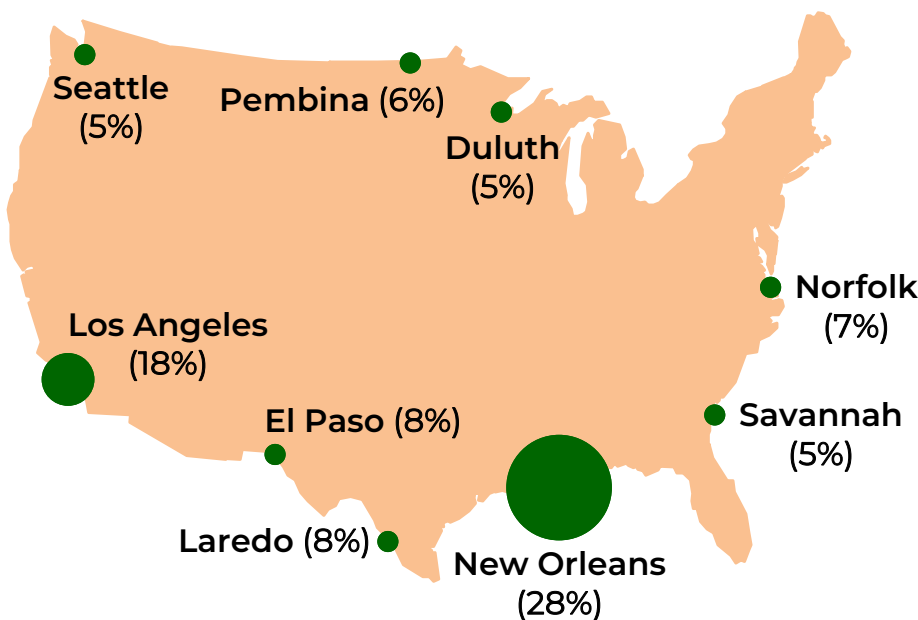 Seattle
(5%)
Pembina (6%)
Duluth
(5%)
Norfolk
(7%)
Los Angeles
(18%)
El Paso (8%)
Savannah
(5%)
Laredo (8%)
New Orleans
(28%)